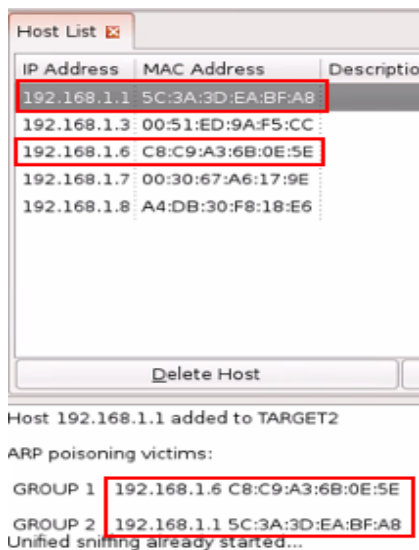 Host List
IP Address MAC Address Descriptio
192.168.1.1 5C:3A:3D:EA:BF:A8
192.168.1.3 00:51:ED:9A:F5:CC
192.168.1.6 C8:C9:A3:6B:0E:5E
192.168.1.7 00:30:67:A6:17:9E
192.168.1.8 A4:DB:30:F8:18:E6
Delete Host
Host 192.168.1.1 added to TARGET2
ARP poisoning victims:
GROUP 1 192.168.1.6 C8:C9:A3:6B:0E:5E
GROUP 2 192.168.1.1 5C:3A:3D:EA:BF:A8
Unified sniffing already started...